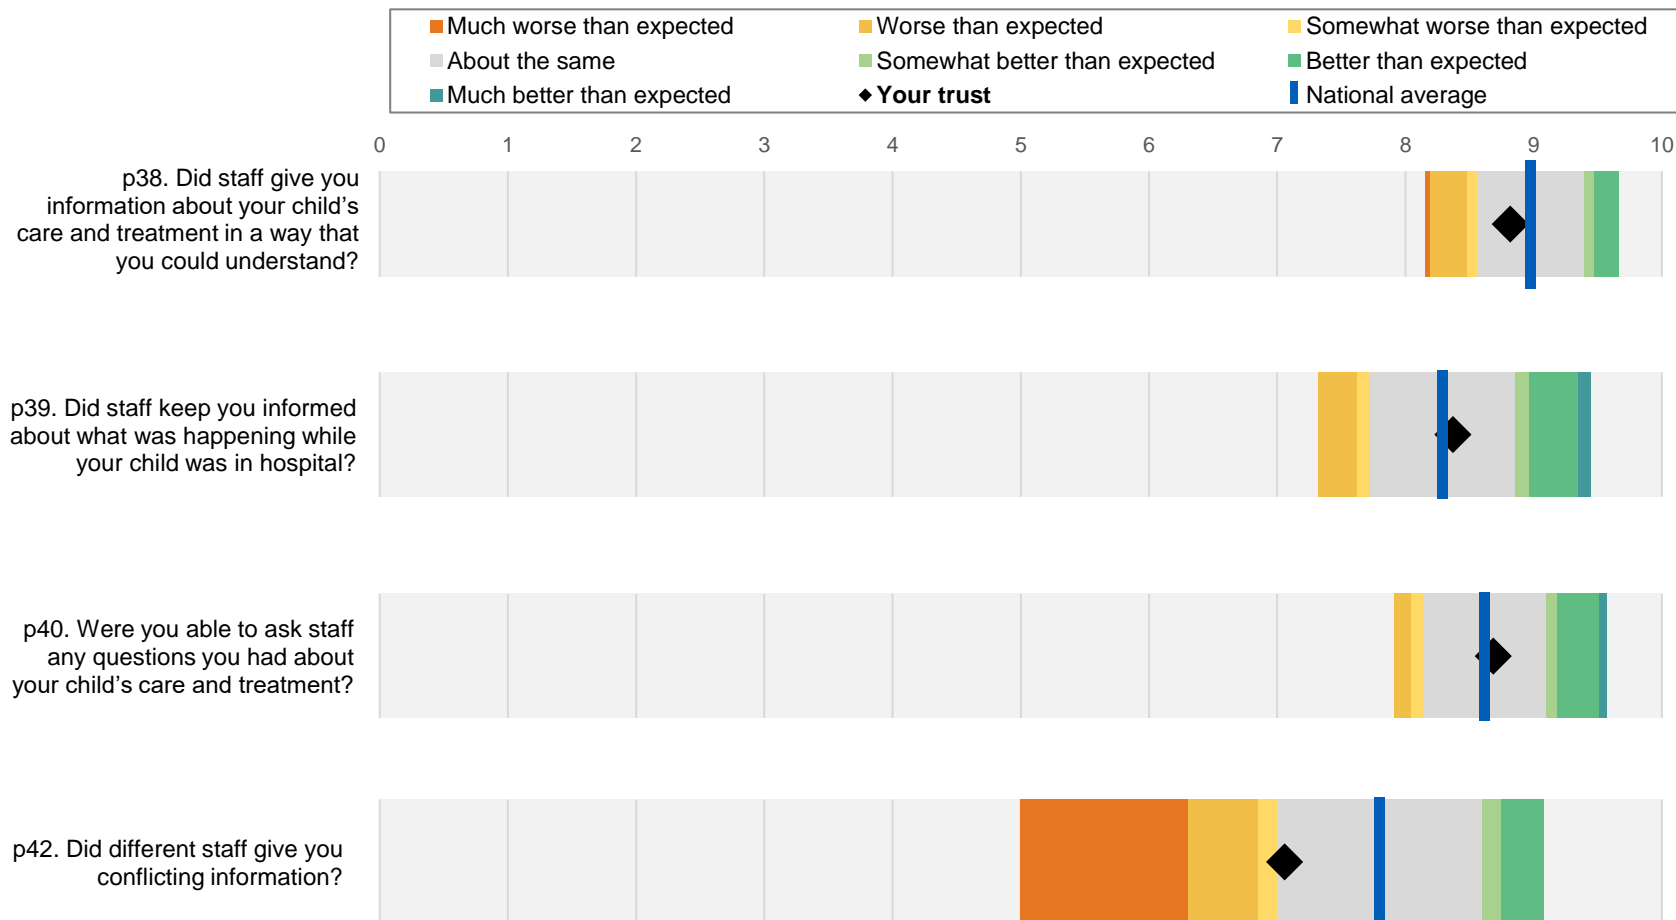 Much worse than expected
Worse than expected
Somewhat worse than expected
About the same
Somewhat better than expected
Better than expected
Much better than expected
Your trust
National average
0 1 2 3 4 5 6 7 8 9 10
p38. Did staff give you
information about your child’s
care and treatment in a way that
you could understand?
p39. Did staff keep you informed
about what was happening while
your child was in hospital?
p40. Were you able to ask staff
any questions you had about
your child’s care and treatment?
p42. Did different staff give you
conflicting information?